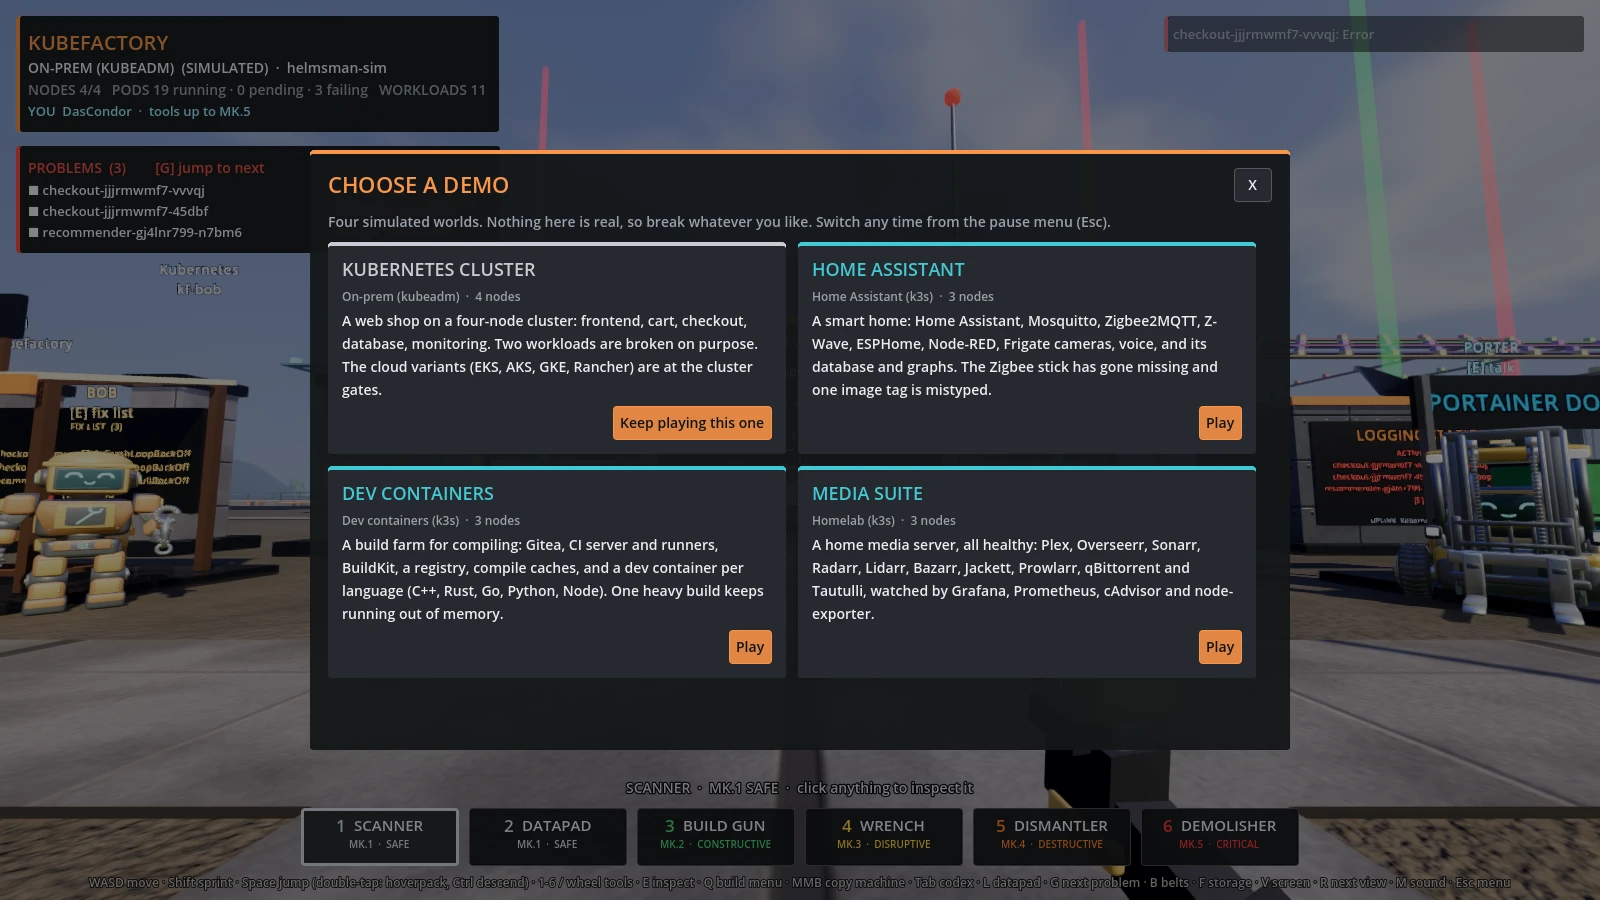 KUBEFACTORY
ON-PREM (KUBEADM) (SIMULATED) · helmsman-sim
NODES 4/4 PODS 19 running · 0 pending · 3 failing WORKLOADS 11
YOU DasCondor · tools up to MK.5
checkout-jjjrmwmf7-vvvqj: Error
PROBLEMS (3) [G] jump to next
checkout-jjjrmwmf7-vvvqj
checkout-jjjrmwmf7-45dbf
recommender-gj4lnr799-n7bm6
Kubernetes
kf-bob
BOB
[E] fix list
FIX LIST (3)
CHOOSE A DEMO
X
Four simulated worlds. Nothing here is real, so break whatever you like. Switch any time from the pause menu (Esc).
KUBERNETES CLUSTER
On-prem (kubeadm) · 4 nodes
A web shop on a four-node cluster: frontend, cart, checkout,
database, monitoring. Two workloads are broken on purpose.
The cloud variants (EKS, AKS, GKE, Rancher) are at the cluster
gates.
Keep playing this one
HOME ASSISTANT
Home Assistant (k3s) · 3 nodes
A smart home: Home Assistant, Mosquitto, Zigbee2MQTT, Z-
Wave, ESPHome, Node-RED, Frigate cameras, voice, and its
database and graphs. The Zigbee stick has gone missing and
one image tag is mistyped.
Play
DEV CONTAINERS
Dev containers (k3s) · 3 nodes
A build farm for compiling: Gitea, CI server and runners,
BuildKit, a registry, compile caches, and a dev container per
language (C++, Rust, Go, Python, Node). One heavy build keeps
running out of memory.
Play
MEDIA SUITE
Homelab (k3s) · 3 nodes
A home media server, all healthy: Plex, Overseerr, Sonarr,
Radarr, Lidarr, Bazarr, Jackett, Prowlarr, qBittorrent and
Tautulli, watched by Grafana, Prometheus, cAdvisor and node-
exporter.
Play
PORTER
[E] talk
PORTAINER DO
LOGGING
SCANNER · MK.1 SAFE · click anything to inspect it
1 SCANNER
MK.1 · SAFE
2 DATAPAD
MK.1 · SAFE
3 BUILD GUN
MK.2 · CONSTRUCTIVE
4 WRENCH
MK.3 · DISRUPTIVE
5 DISMANTLER
MK.4 · DESTRUCTIVE
6 DEMOLISHER
MK.5 · CRITICAL
WASD move · Shift sprint · Space jump (double-tap: hoverpack, Ctrl descend) · 1-6 / wheel tools · E inspect · Q build menu · MMB copy machine · Tab codex · L datapad · G next problem · B belts · F storage · V screen · R next view · M sound · Esc menu